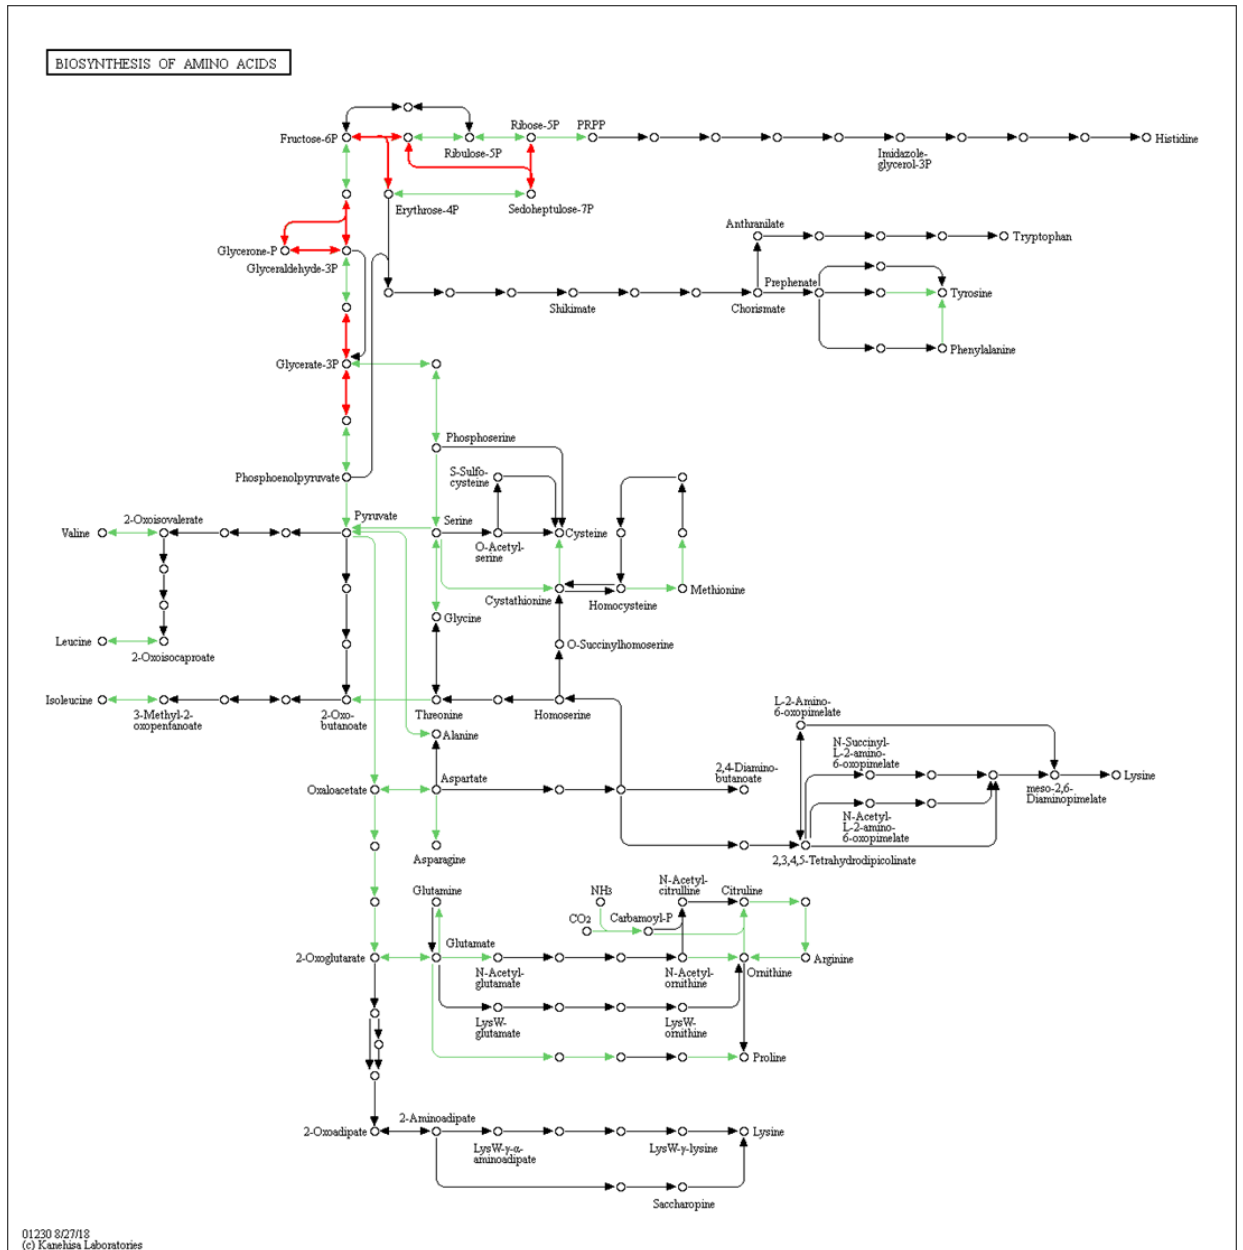 BIOSYNTHESIS OF AMINO ACIDS
Fructose-6P
Ribulose-5P
Ribose-5P
PRPP
Imidazole-
glycerol-3P
Histidine
Erythrose-4P
Sedoheptulose-7P
Glycerone-P
Glyceraldehyde-3P
Anthranilate
Tryptophan
Shikimate
Chorismate
Prephenate
Tyrosine
Phenylalanine
Glycerate-3P
Phosphoserine
Phosphoenolpyruvate
S-Sulfo-
cysteine
Valine
2-Oxoisovalerate
Pyruvate
Serine
O-Acetyl-
serine
Cysteine
Cystathionine
Homocysteine
Methionine
Glycine
Leucine
2-Oxoisocaproate
O-Succinylhomoserine
Isoleucine
3-Methyl-2-
oxopentanoate
2-Oxo-
butanoate
Threonine
Homoserine
L-2-Amino-
6-oxopimelate
Alanine
N-Succinyl-
L-2-amino-
6-oxopimelate
2,4-Diamino-
butanoate
Oxaloacetate
Aspartate
meso-2,6-
Diaminopimelate
Lysine
N-Acetyl-
L-2-amino-
6-oxopimelate
Asparagine
2,3,4,5-Tetrahydrodipicolinate
Glutamine
NH3
N-Acetyl-
citrulline
Citruline
CO2
Carbamoyl-P
2-Oxoglutarate
Glutamate
N-Acetyl-
glutamate
N-Acetyl-
ornithine
Ornithine
Arginine
LysW-
glutamate
LysW-
ornithine
Proline
2-Oxoadipate
2-Aminoadipate
LysW-γ-α-
aminoadipate
LysW-γ-lysine
Lysine
Saccharopine
01230 8/27/18
(c) Kanehisa Laboratories